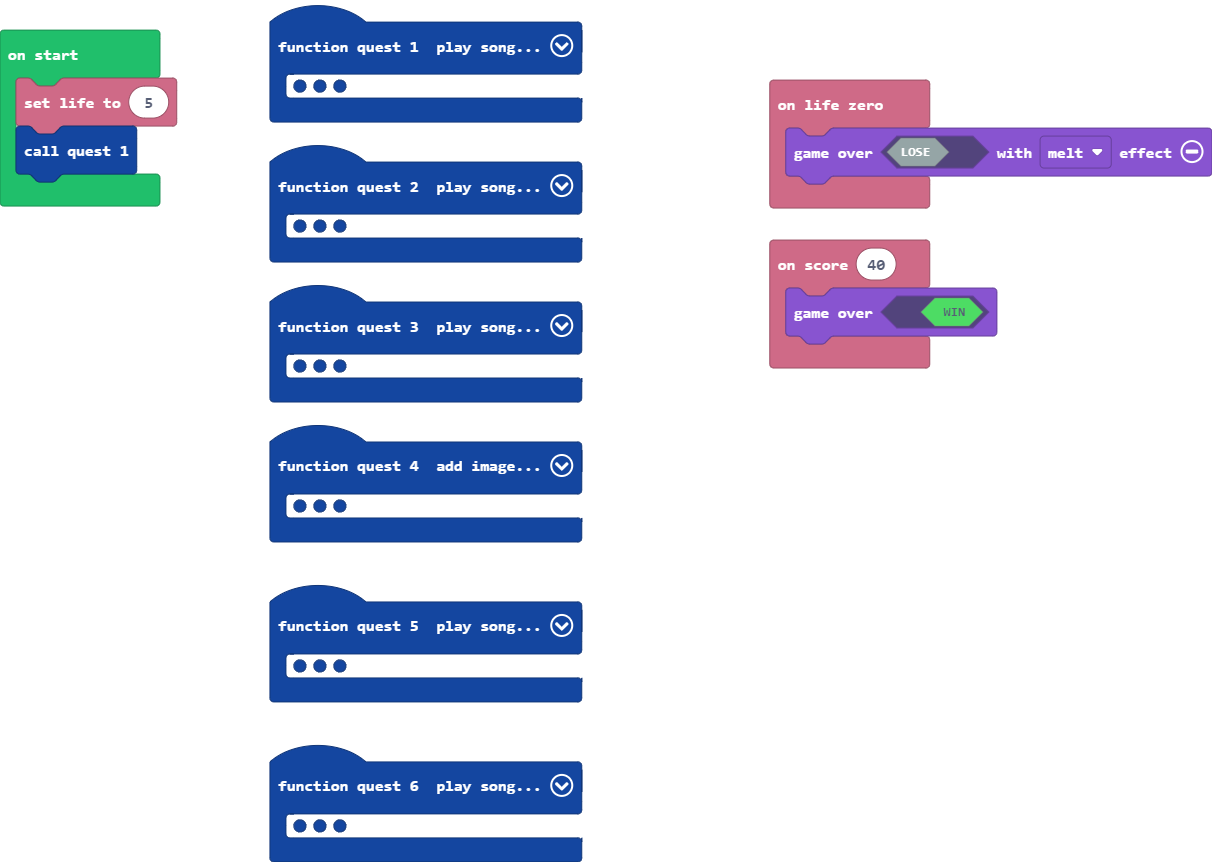 on start
set life to 5
call quest 1
function quest 1 play song...
function quest 2 play song...
function quest 3 play song...
function quest 4 add image...
function quest 5 play song...
function quest 6 play song...
on life zero
game over LOSE with melt effect
on score 40
game over WIN